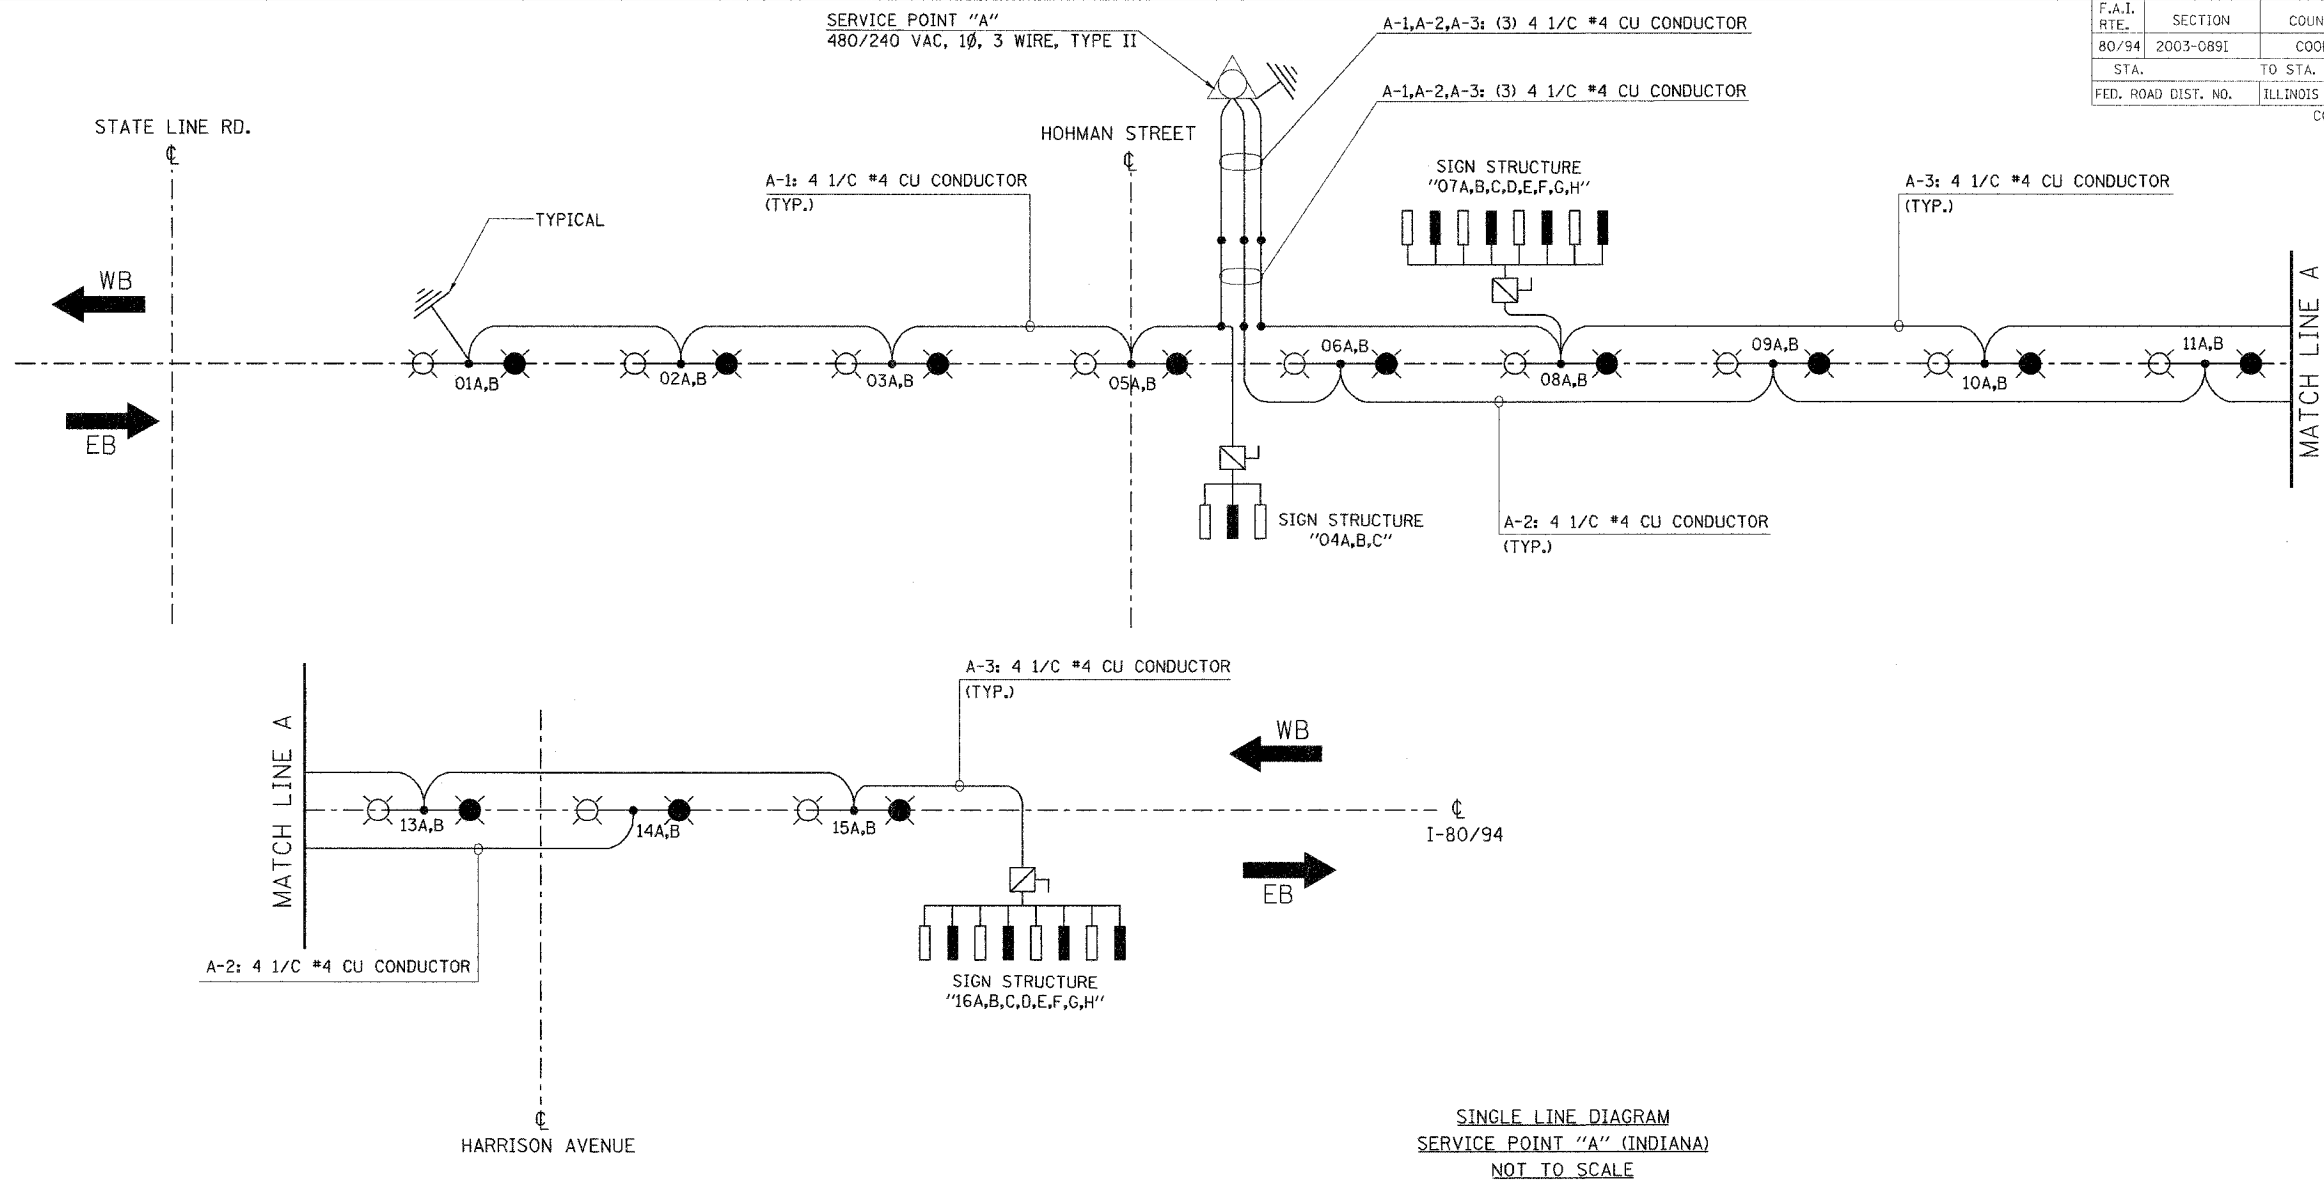 SERVICE POINT "A"
480/240 VAC, 1Ø, 3 WIRE, TYPE II
A-1,A-2,A-3: (3) 4 1/C #4 CU CONDUCTOR
A-1,A-2,A-3: (3) 4 1/C #4 CU CONDUCTOR
F.A.I. RTE.
SECTION
80/94
2003-089I
STA.
TO STA.
FED. ROAD DIST. NO.
ILLINOIS
STATE LINE RD.
℄
HOHMAN STREET
℄
A-1: 4 1/C #4 CU CONDUCTOR
(TYP.)
TYPICAL
SIGN STRUCTURE
"07A,B,C,D,E,F,G,H"
A-3: 4 1/C #4 CU CONDUCTOR
(TYP.)
WB
EB
01A,B
02A,B
03A,B
05A,B
06A,B
08A,B
09A,B
10A,B
11A,B
MATCH LINE A
SIGN STRUCTURE
"04A,B,C"
A-2: 4 1/C #4 CU CONDUCTOR
(TYP.)
A-3: 4 1/C #4 CU CONDUCTOR
(TYP.)
MATCH LINE A
WB
13A,B
14A,B
15A,B
℄
I-80/94
EB
A-2: 4 1/C #4 CU CONDUCTOR
SIGN STRUCTURE
"16A,B,C,D,E,F,G,H"
℄
HARRISON AVENUE
SINGLE LINE DIAGRAM
SERVICE POINT "A" (INDIANA)
NOT TO SCALE